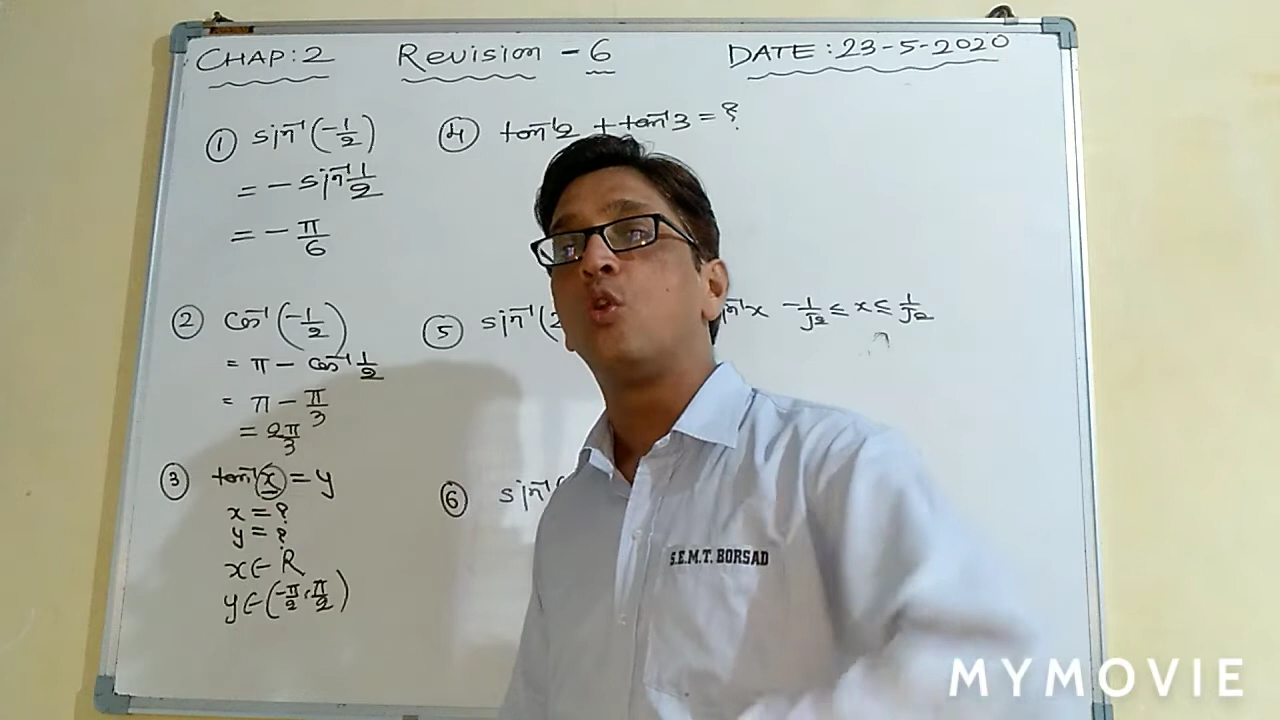 CHAP: 2 Revision - 6 DATE: 23-5-2020
① sin⁻¹(-1/2)
= - sin⁻¹ 1/2
= - π/6
② cos⁻¹(-1/2)
= π - cos⁻¹ 1/2
= π - π/3
= 2π/3
③ tan⁻¹(x) = y
x = ?
y = ?
x ∈ R
y ∈ (-π/2, π/2)
④ tan⁻¹2 + tan⁻¹3 = ?
⑤ sin⁻¹(2 x -1/√2 ≤ x ≤ 1/√2
⑥ sin⁻¹(
S.E.M.T. BORSAD
MYMOVIE